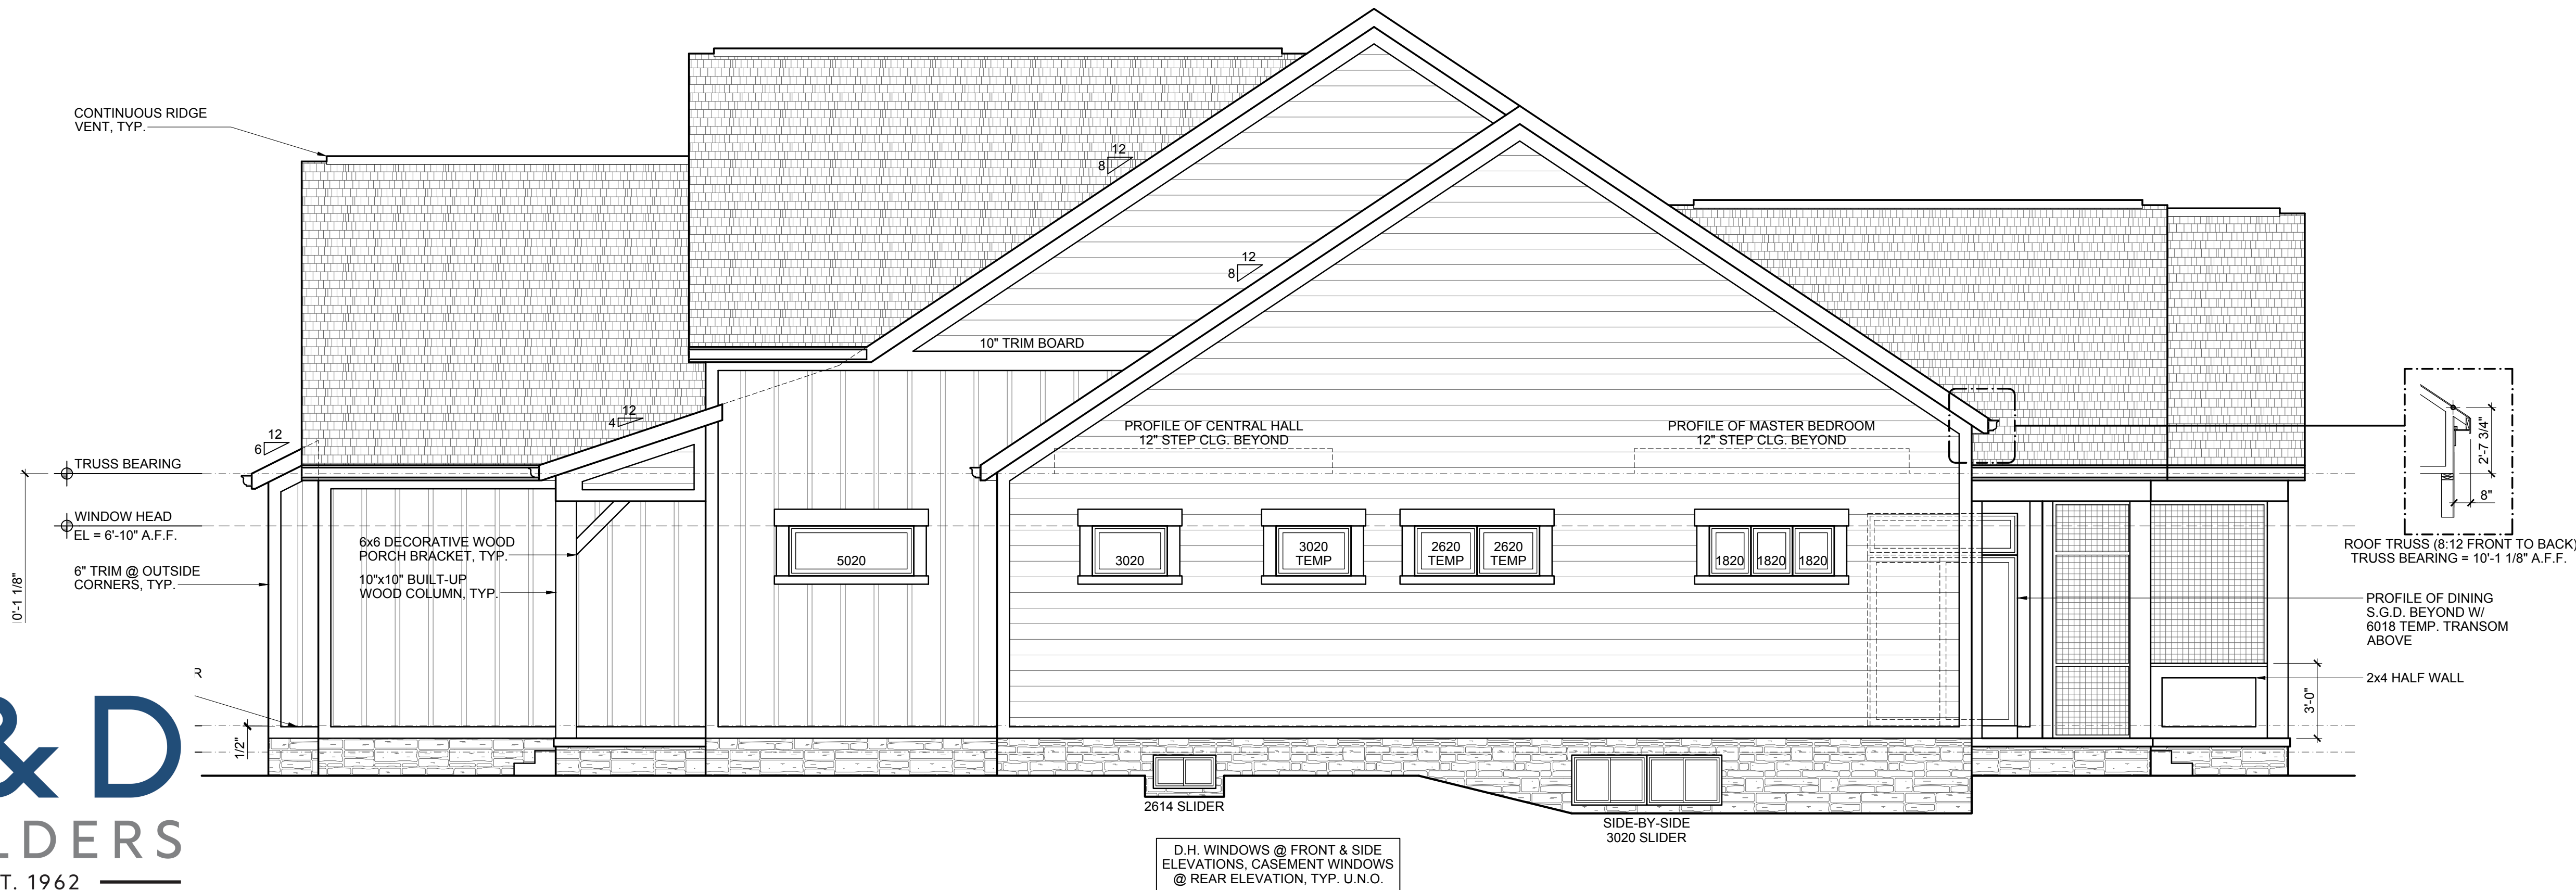 CONTINUOUS RIDGE
VENT, TYP.
12
8
12
8
10" TRIM BOARD
12
4
12
6
PROFILE OF CENTRAL HALL
12" STEP CLG. BEYOND
PROFILE OF MASTER BEDROOM
12" STEP CLG. BEYOND
TRUSS BEARING
WINDOW HEAD
EL = 6'-10" A.F.F.
6" TRIM @ OUTSIDE
CORNERS, TYP.
0'-1 1/8"
6x6 DECORATIVE WOOD
PORCH BRACKET, TYP.
10"x10" BUILT-UP
WOOD COLUMN, TYP.
5020
3020
3020
TEMP
2620
TEMP
2620
TEMP
1820
1820
1820
2'-7 3/4"
8"
ROOF TRUSS (8:12 FRONT TO BACK)
TRUSS BEARING = 10'-1 1/8" A.F.F.
PROFILE OF DINING
S.G.D. BEYOND W/
6018 TEMP. TRANSOM
ABOVE
2x4 HALF WALL
3'-0"
R
1/2"
& D
LDERS
T. 1962
2614 SLIDER
SIDE-BY-SIDE
3020 SLIDER
D.H. WINDOWS @ FRONT & SIDE
ELEVATIONS, CASEMENT WINDOWS
@ REAR ELEVATION, TYP. U.N.O.